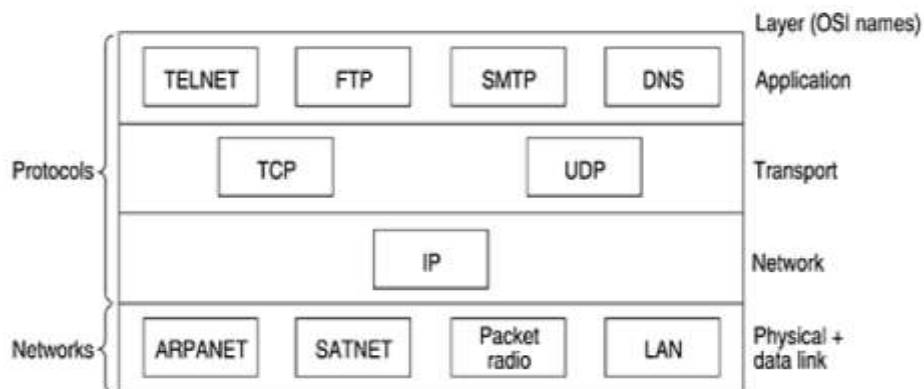 Layer (OSI names)
TELNET FTP SMTP DNS Application
Protocols TCP UDP Transport
IP Network
Networks ARPANET SATNET Packet radio LAN Physical + data link